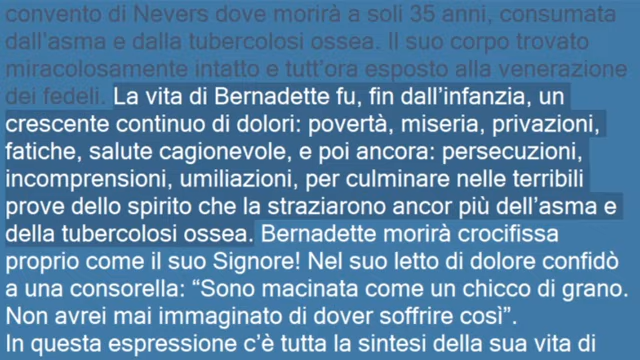 convento di Nevers dove morirà a soli 35 anni, consumata
dall'asma e dalla tubercolosi ossea. Il suo corpo trovato
miracolosamente intatto e tutt'ora esposto alla venerazione
dei fedeli. La vita di Bernadette fu, fin dall'infanzia, un
crescente continuo di dolori: povertà, miseria, privazioni,
fatiche, salute cagionevole, e poi ancora: persecuzioni,
incomprensioni, umiliazioni, per culminare nelle terribili
prove dello spirito che la straziarono ancor più dell'asma e
della tubercolosi ossea. Bernadette morirà crocifissa
proprio come il suo Signore! Nel suo letto di dolore confidò
a una consorella: “Sono macinata come un chicco di grano.
Non avrei mai immaginato di dover soffrire così”.
In questa espressione c'è tutta la sintesi della sua vita di